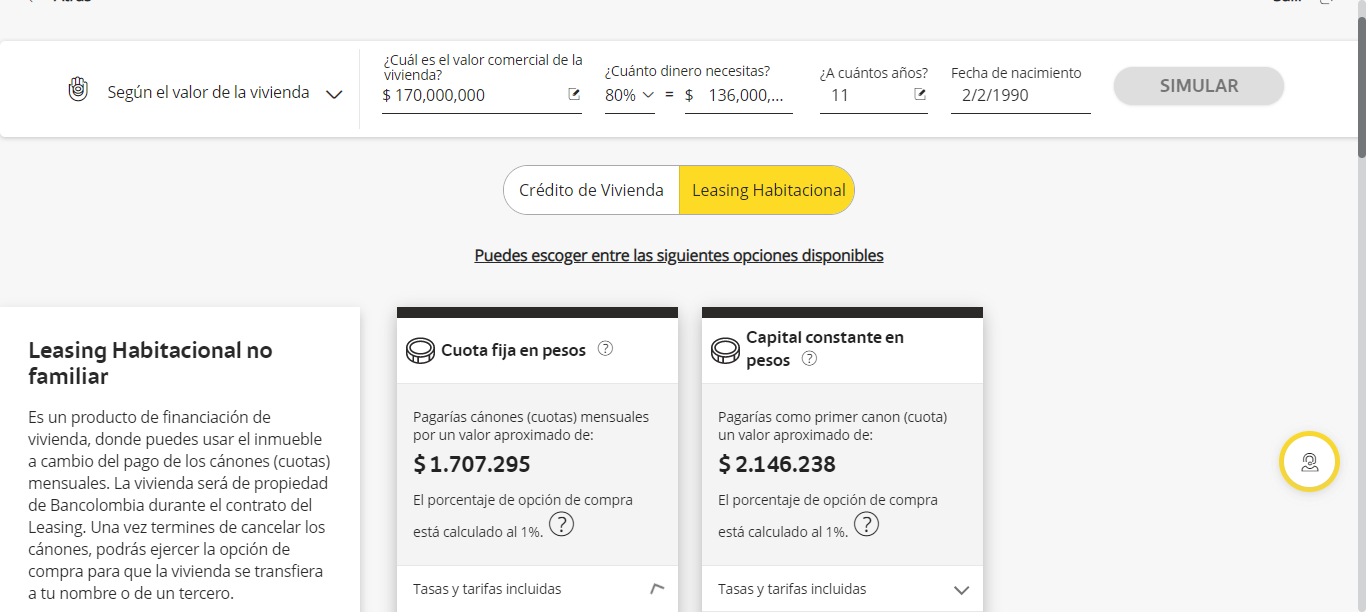 Según el valor de la vivienda
¿Cuál es el valor comercial de la
vivienda?
$ 170,000,000
¿Cuánto dinero necesitas?
80% = $ 136,000,...
¿A cuántos años?
11
Fecha de nacimiento
2/2/1990
SIMULAR
Crédito de Vivienda
Leasing Habitacional
Puedes escoger entre las siguientes opciones disponibles
Leasing Habitacional no
familiar
Es un producto de financiación de
vivienda, donde puedes usar el inmueble
a cambio del pago de los cánones (cuotas)
mensuales. La vivienda será de propiedad
de Bancolombia durante el contrato del
Leasing. Una vez termines de cancelar los
cánones, podrás ejercer la opción de
compra para que la vivienda se transfiera
a tu nombre o de un tercero.
Cuota fija en pesos ?
Pagarías cánones (cuotas) mensuales
por un valor aproximado de:
$ 1.707.295
El porcentaje de opción de compra
está calculado al 1%. ?
Tasas y tarifas incluidas
Capital constante en
pesos ?
Pagarías como primer canon (cuota)
un valor aproximado de:
$ 2.146.238
El porcentaje de opción de compra
está calculado al 1%. ?
Tasas y tarifas incluidas